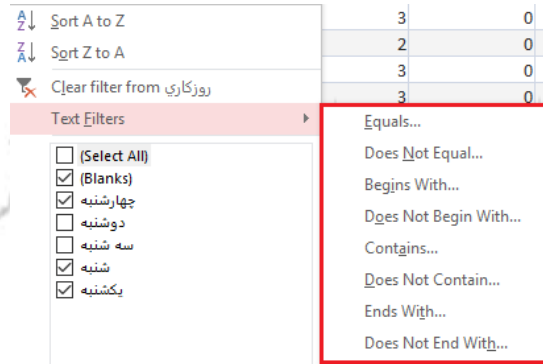 Sort A to Z
Sort Z to A
Clear filter from روزكاري
Text Filters
(Select All)
(Blanks)
چهارشنبه
دوشنبه
سه شنبه
شنبه
یکشنبه
3 0
2 0
3 0
3 0
Equals...
Does Not Equal...
Begins With...
Does Not Begin With...
Contains...
Does Not Contain...
Ends With...
Does Not End With...